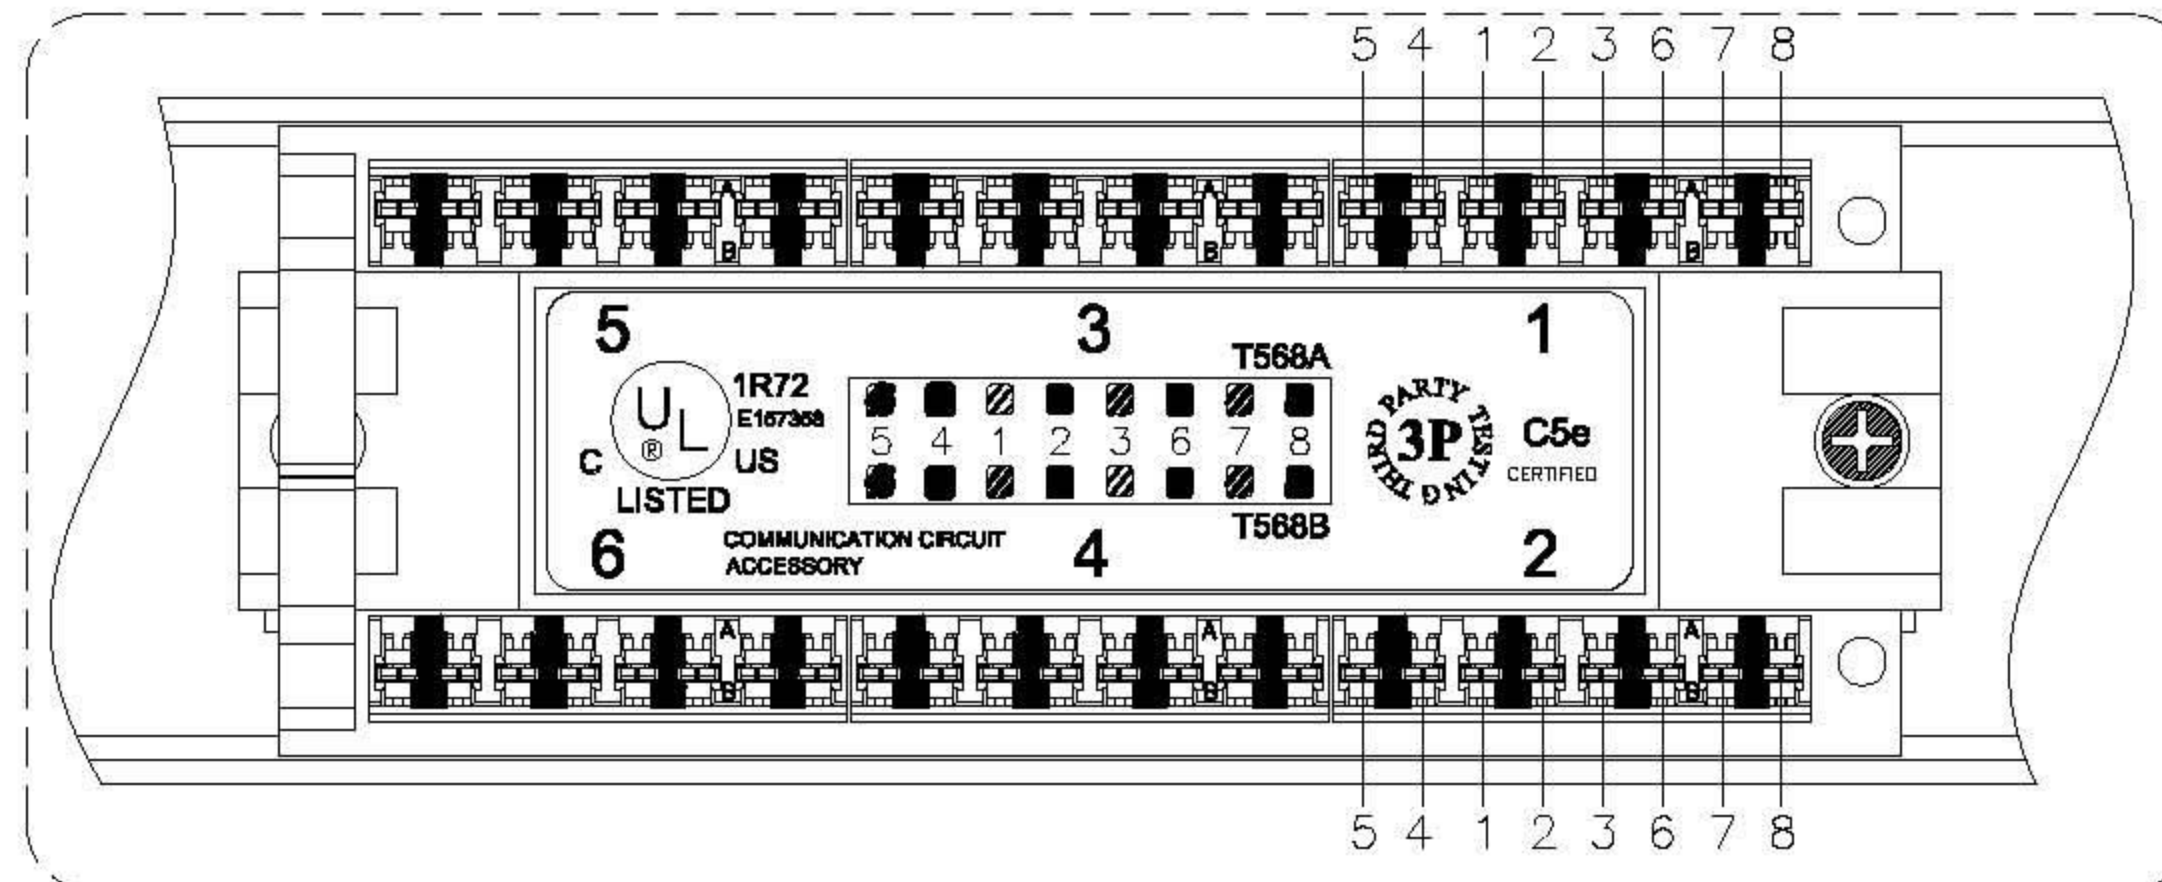 5 4 1 2 3 6 7 8
A A A
B B B
5 3 1
T568A
1R72
E157358
UL
®
C US
LISTED
5 4 1 2 3 6 7 8
THIRD PARTY TESTING
3P
C5e
CERTIFIED
T568B
6 4 2
COMMUNICATION CIRCUIT
ACCESSORY
A A A
B B B
5 4 1 2 3 6 7 8